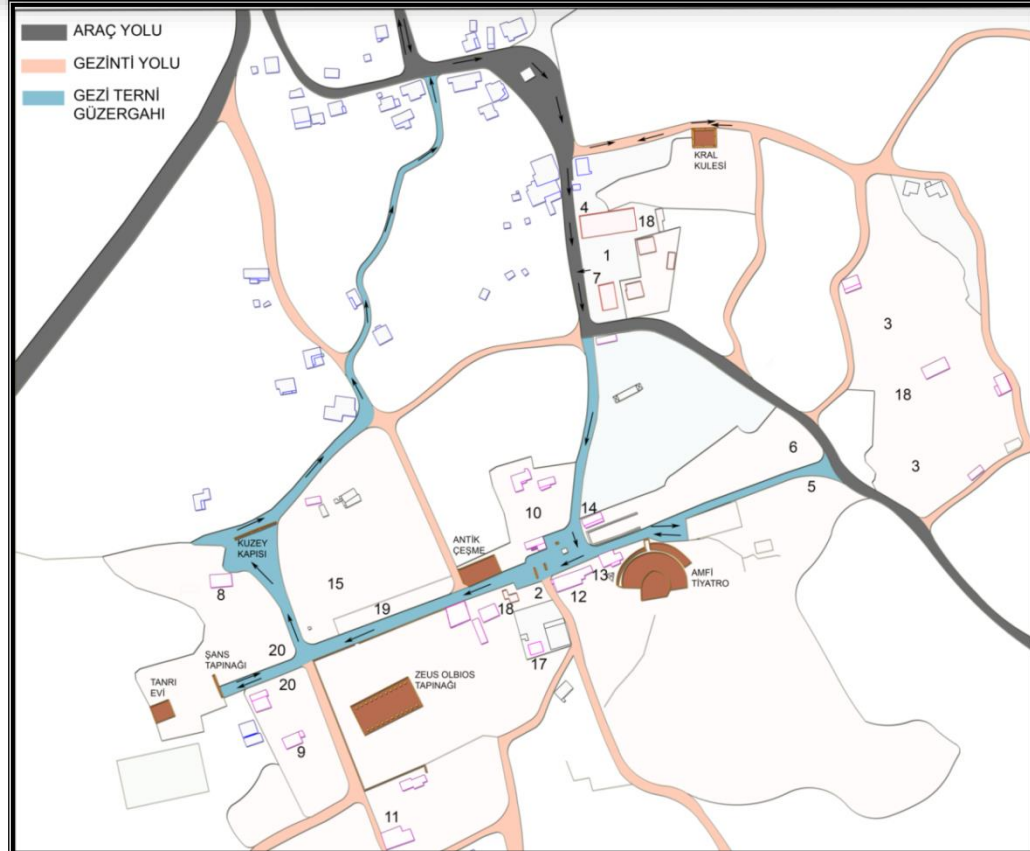 ARAÇ YOLU
GEZİNTİ YOLU
GEZİ TERNİ
GÜZERGAHI
KRAL
KULESİ
4
18
1
7
3
18
3
6
5
14
10
ANTİK
ÇEŞME
KUZEY
KAPISI
8
15
19
13
AMFİ
TİYATRO
12
2
18
17
20
ŞANS
TAPINAĞI
TANRI
EVİ
20
ZEUS OLBIOS
TAPINAĞI
9
11